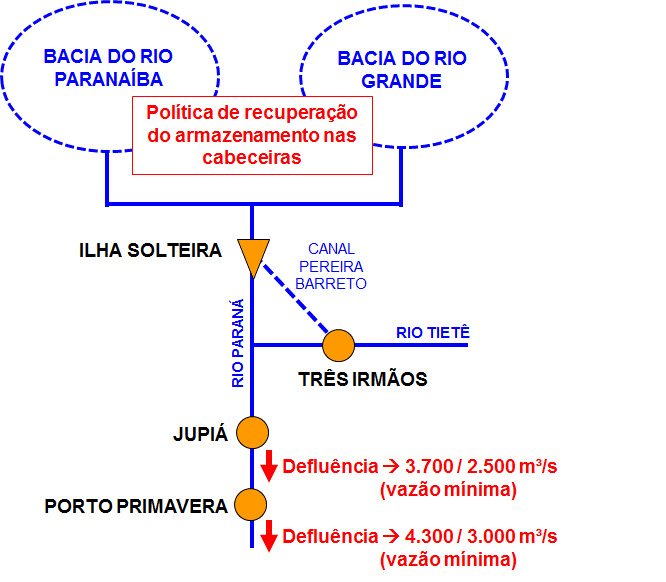 BACIA DO RIO
PARANAÍBA
BACIA DO RIO
GRANDE
Política de recuperação
do armazenamento nas
cabeceiras
ILHA SOLTEIRA
CANAL
PEREIRA
BARRETO
RIO PARANÁ
RIO TIETÊ
TRÊS IRMÃOS
JUPIÁ
Defluência → 3.700 / 2.500 m³/s
(vazão mínima)
PORTO PRIMAVERA
Defluência → 4.300 / 3.000 m³/s
(vazão mínima)